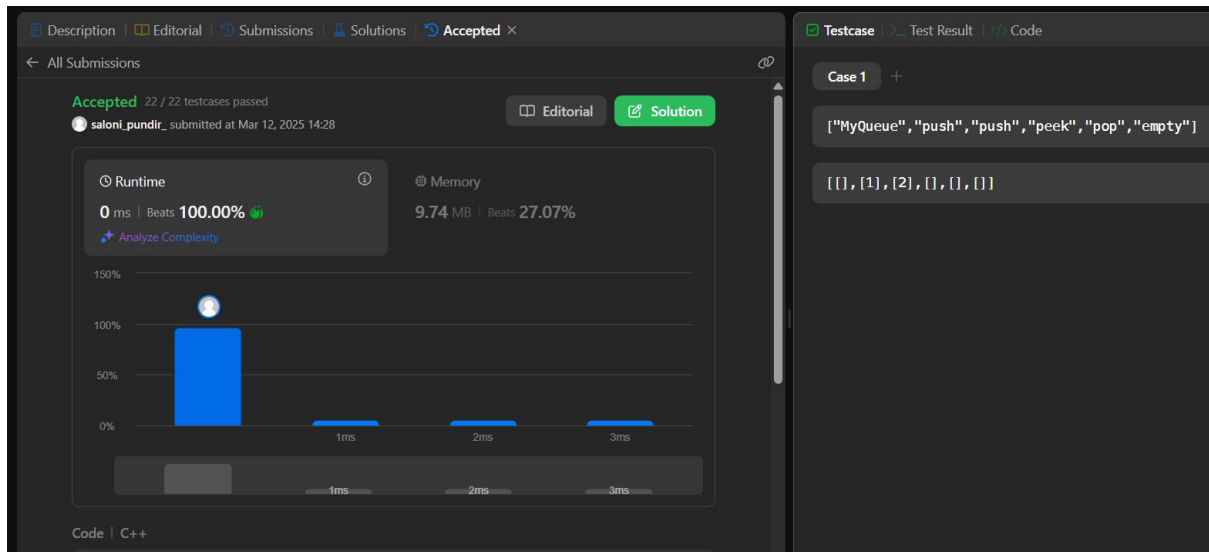 Description | Editorial | Submissions | Solutions | Accepted ×
All Submissions
Accepted 22 / 22 testcases passed
saloni_pundir_ submitted at Mar 12, 2025 14:28
Editorial
Solution
Runtime
0 ms | Beats 100.00%
Analyze Complexity
Memory
9.74 MB | Beats 27.07%
150%
100%
50%
0%
1ms 2ms 3ms
1ms 2ms 3ms
Code | C++
Testcase | >_ Test Result | </> Code
Case 1 +
["MyQueue","push","push","peek","pop","empty"]
[[],[1],[2],[],[],[]]